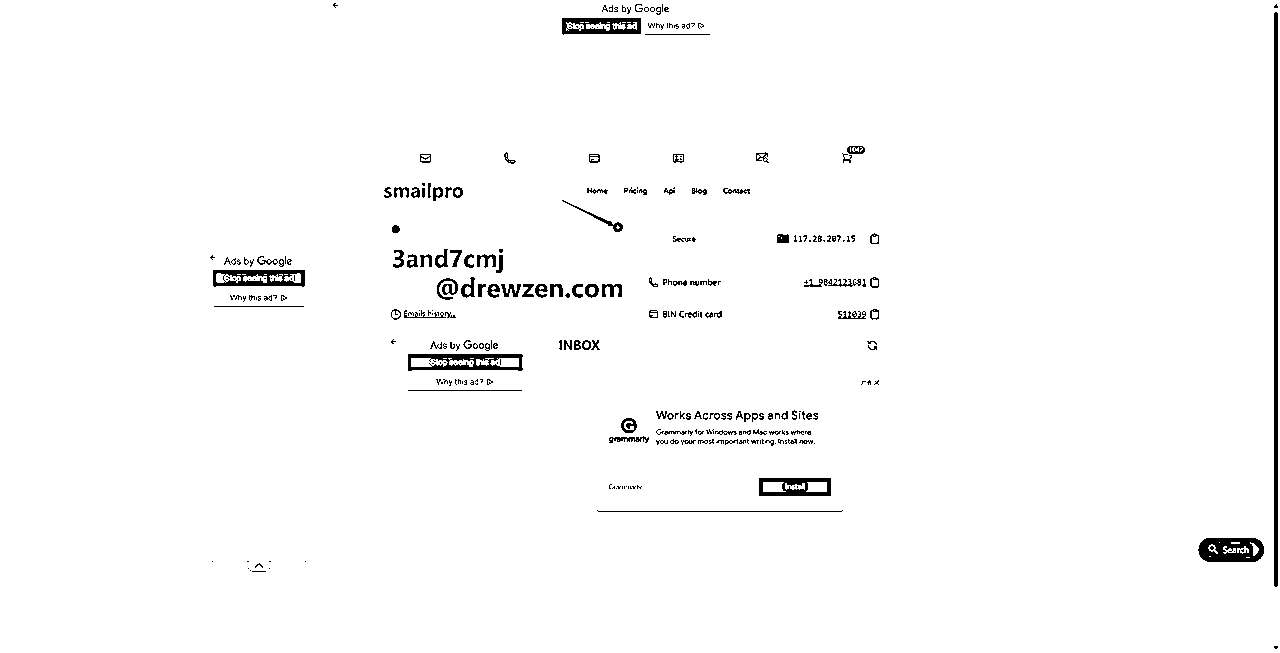 Ads by Google
Stop seeing this ad
Why this ad?
1042
smailpro
Home Pricing Api Blog Contact
Secure 117.28.207.15
3and7cmj
@drewzen.com
Phone number +1 9842123681
Emails history..
BIN Credit card 511039
Ads by Google
Stop seeing this ad
Why this ad?
Ads by Google
Stop seeing this ad
Why this ad?
INBOX
Works Across Apps and Sites
Grammarly for Windows and Mac works where
you do your most important writing. Install now.
grammarly
Grammarly
Install
Search